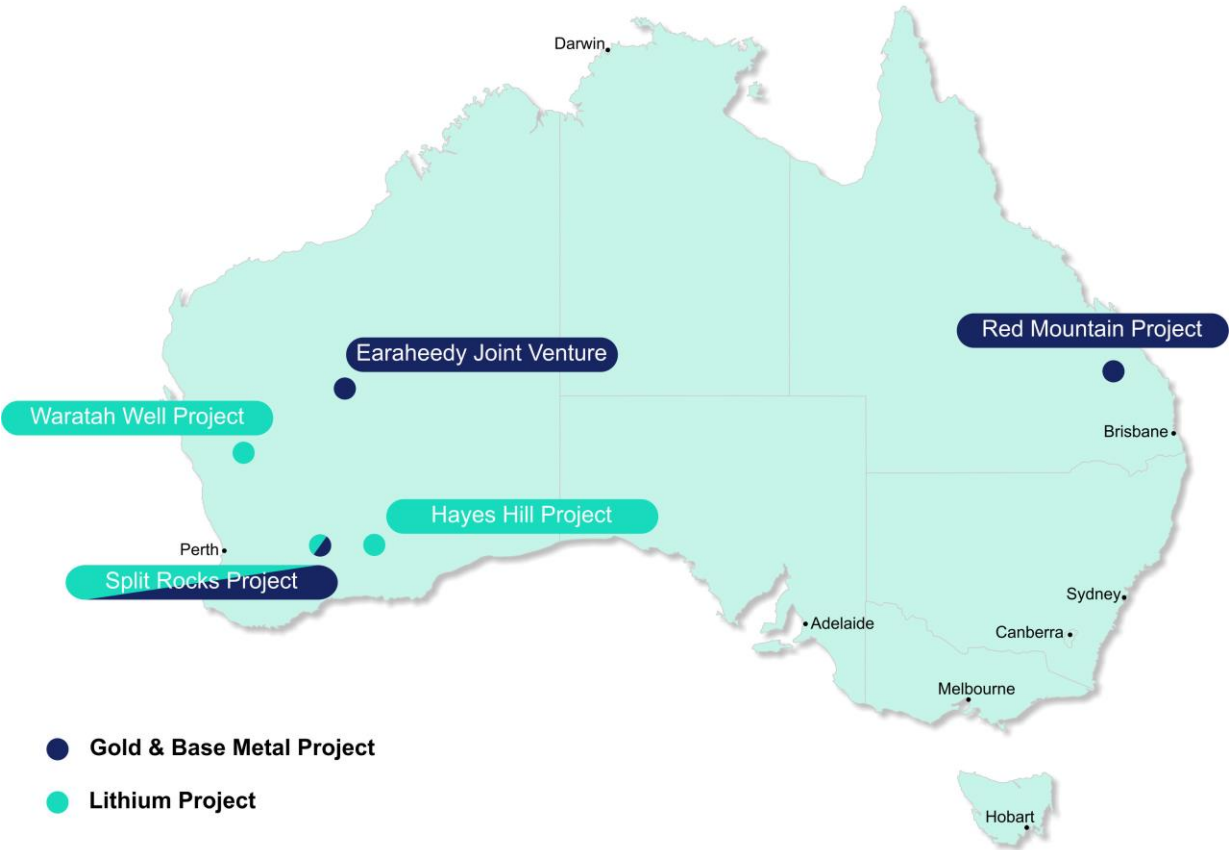 Darwin
Red Mountain Project
Earaheedy Joint Venture
Waratah Well Project
Brisbane
Hayes Hill Project
Perth
Split Rocks Project
Sydney
Adelaide
Canberra
Melbourne
Gold & Base Metal Project
Lithium Project
Hobart